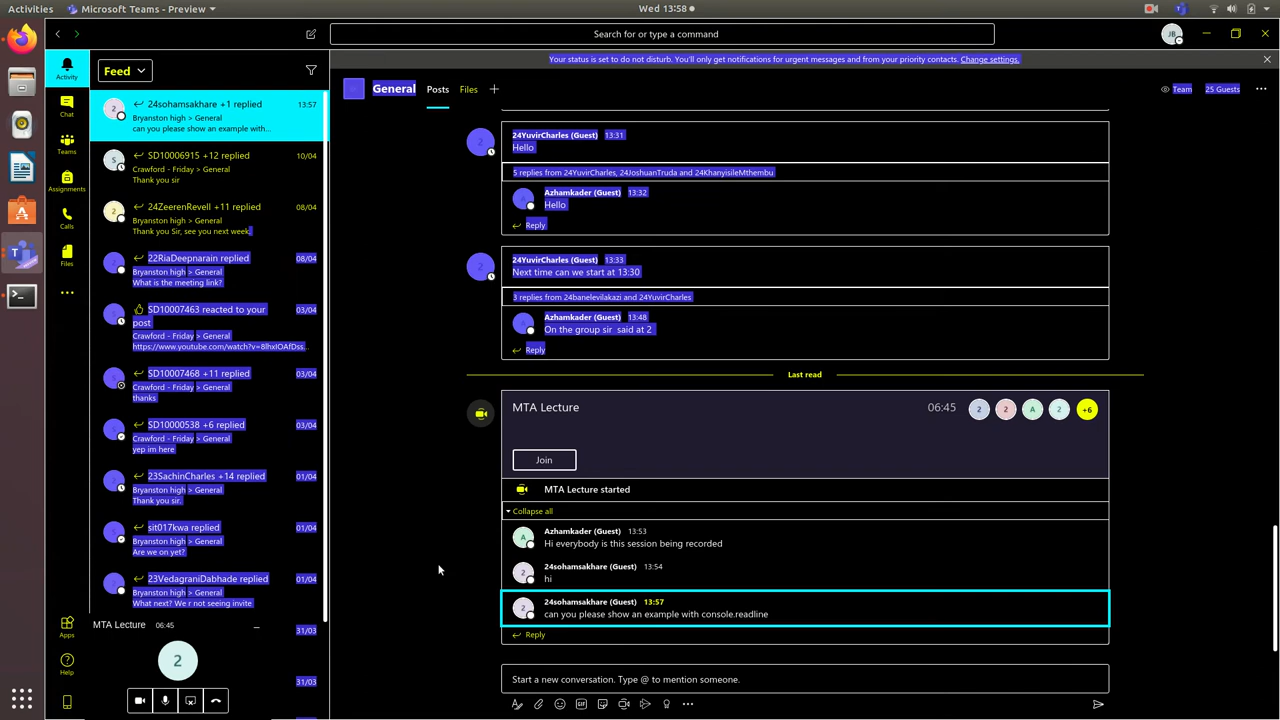 Activities
Microsoft Teams - Preview
Wed 13:58
Search for or type a command
JB
Your status is set to do not disturb. You'll only get notifications for urgent messages and from your priority contacts. Change settings.
Activity
Chat
Teams
Assignments
Calls
Files
Apps
Help
Feed
24sohamsakhare +1 replied 13:57
Bryanston high > General
can you please show an example with...
SD10006915 +12 replied 10/04
Crawford - Friday > General
Thank you sir
24ZeerenRevell +11 replied 08/04
Bryanston high > General
Thank you Sir, see you next week.
22RiaDeepnarain replied 08/04
Bryanston high > General
What is the meeting link?
SD10007463 reacted to your 03/04
post
Crawford - Friday > General
https://www.youtube.com/watch?v=8lhxIOAfDss...
SD10007468 +11 replied 03/04
Crawford - Friday > General
thanks
SD10000538 +6 replied 03/04
Crawford - Friday > General
yep im here
23SachinCharles +14 replied 01/04
Bryanston high > General
Thank you sir.
sit017kwa replied 01/04
Bryanston high > General
Are we on yet?
23VedagraniDabhade replied 01/04
Bryanston high > General
What next? We r not seeing invite
31/03
31/03
MTA Lecture 06:45
2
General Posts Files
Team 25 Guests
24YuvirCharles (Guest) 13:31
Hello
5 replies from 24YuvirCharles, 24JoshuanTruda and 24KhanyisileMthembu
Azhamkader (Guest) 13:32
Hello
Reply
24YuvirCharles (Guest) 13:33
Next time can we start at 13:30
3 replies from 24banelevilakazi and 24YuvirCharles
Azhamkader (Guest) 13:48
On the group sir said at 2
Reply
Last read
MTA Lecture 06:45 2 2 A 2 +6
Join
MTA Lecture started
Collapse all
Azhamkader (Guest) 13:53
Hi everybody is this session being recorded
24sohamsakhare (Guest) 13:54
hi
24sohamsakhare (Guest) 13:57
can you please show an example with console.readline
Reply
Start a new conversation. Type @ to mention someone.